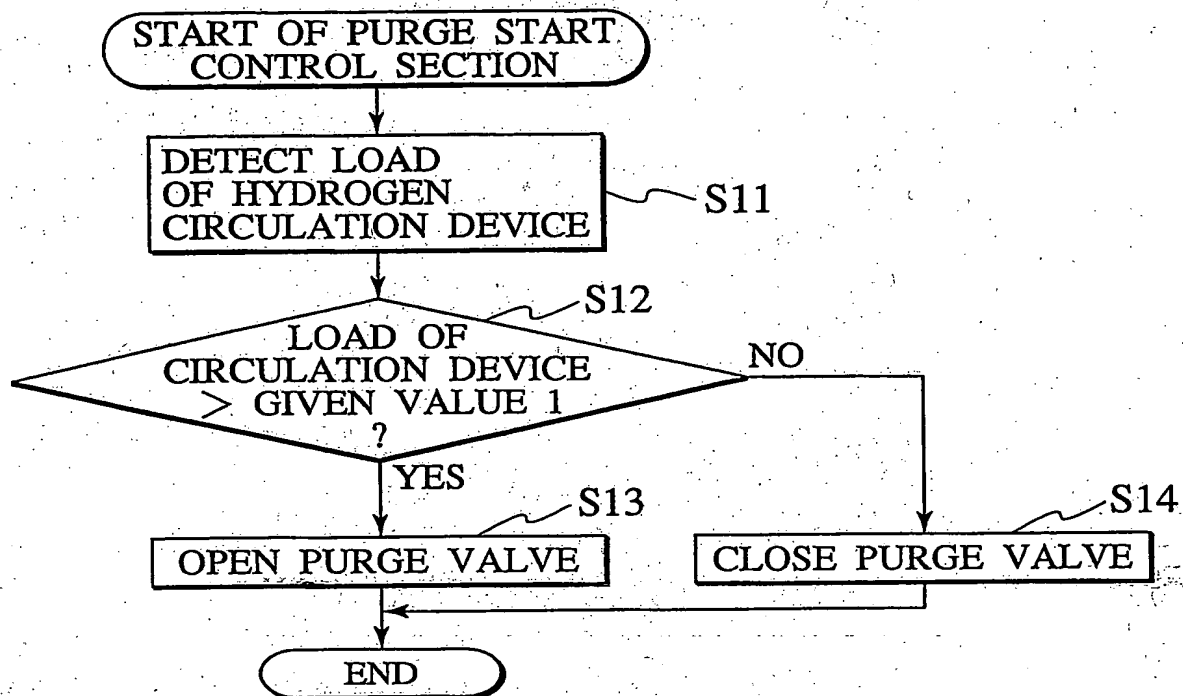 START OF PURGE START
CONTROL SECTION
DETECT LOAD
OF HYDROGEN
CIRCULATION DEVICE
S11
S12
LOAD OF
CIRCULATION DEVICE
> GIVEN VALUE 1
?
NO
YES
S13
OPEN PURGE VALVE
S14
CLOSE PURGE VALVE
END